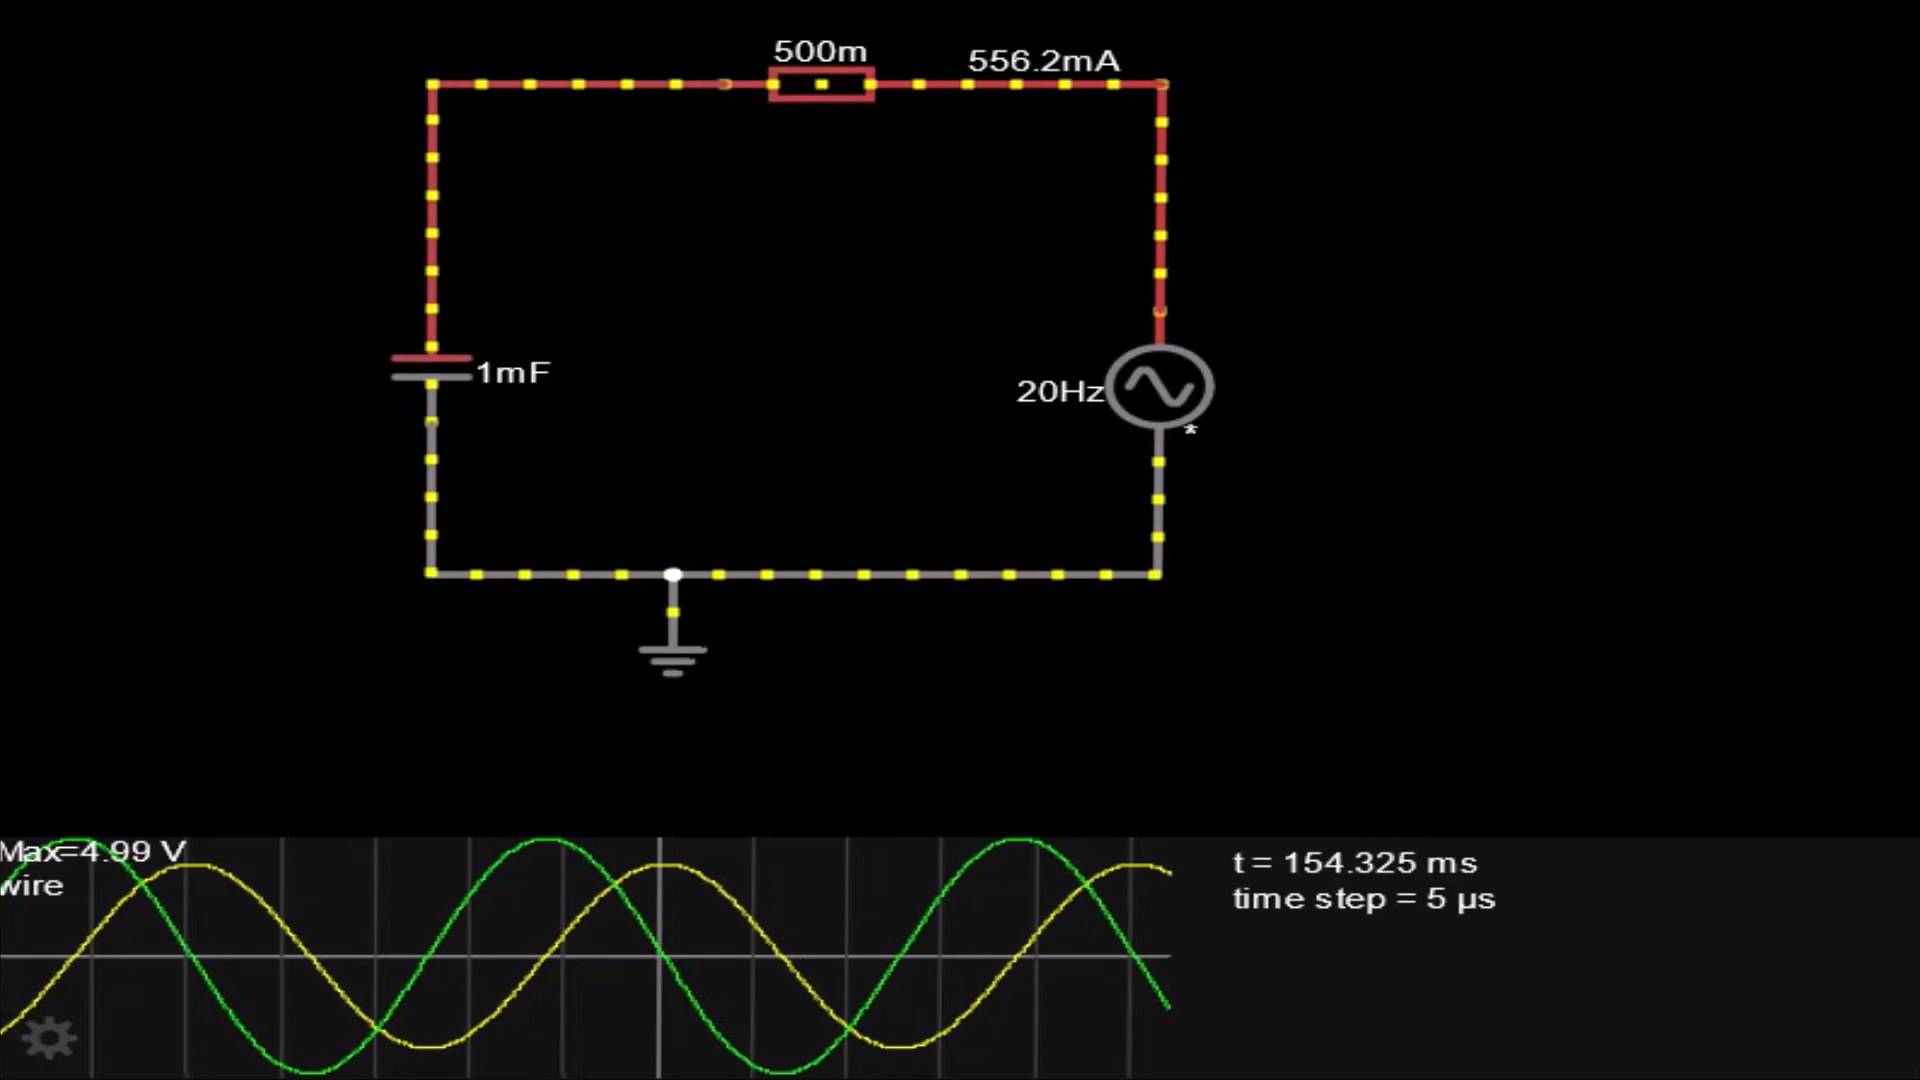 500m
556.2mA
1mF
20Hz
*
Max=4.99 V
wire
t = 154.325 ms
time step = 5 µs